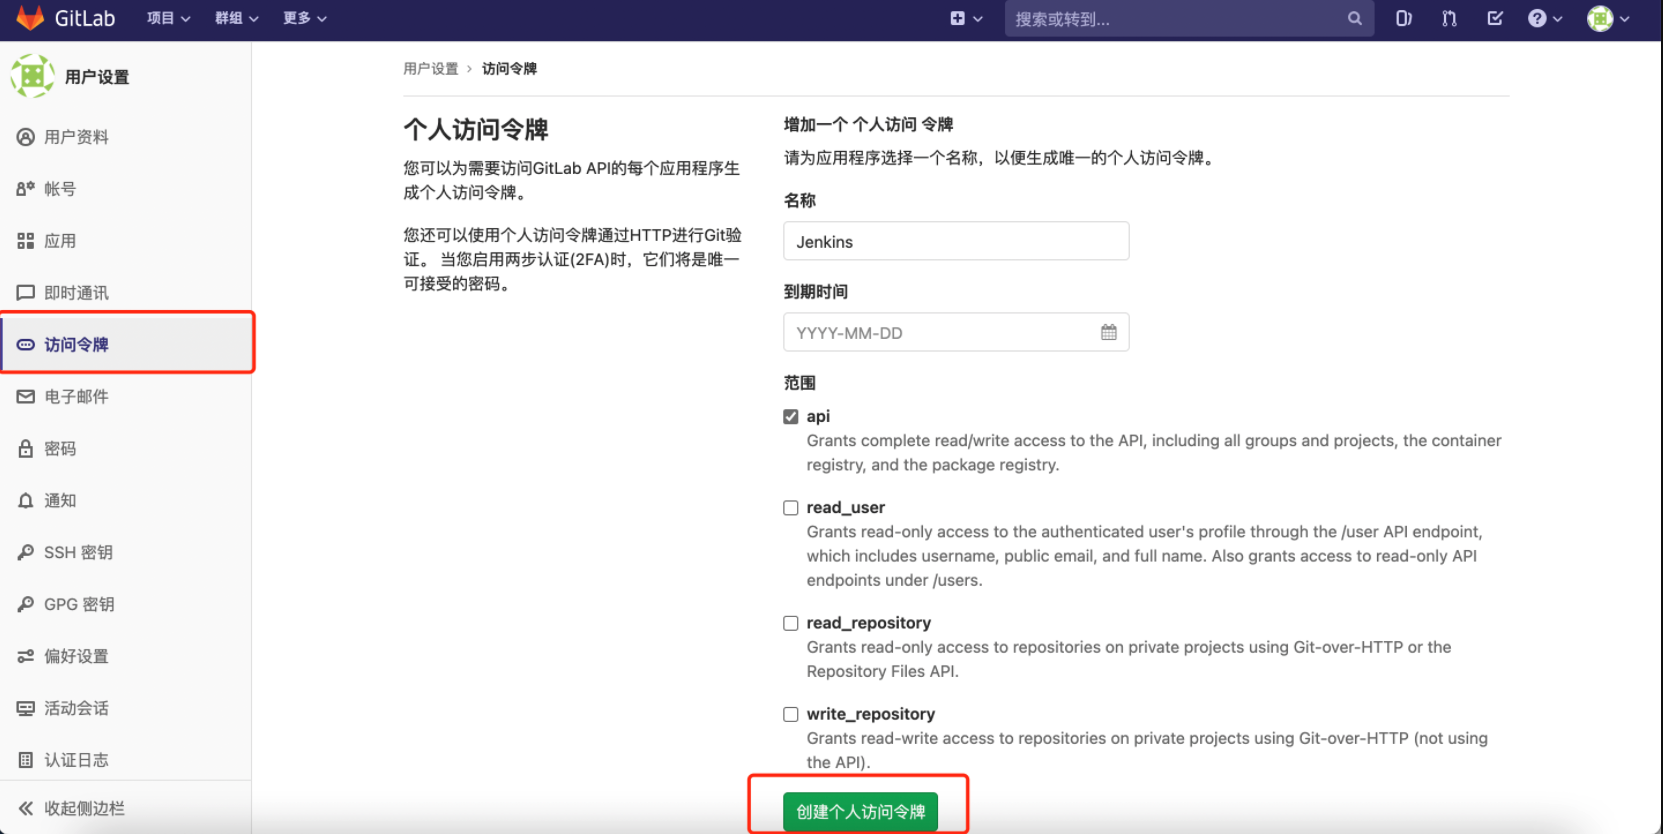 GitLab 项目 群组 更多 搜索或转到...
用户设置
用户资料
帐号
应用
即时通讯
访问令牌
电子邮件
密码
通知
SSH 密钥
GPG 密钥
偏好设置
活动会话
认证日志
收起侧边栏
用户设置 › 访问令牌
个人访问令牌
您可以为需要访问GitLab API的每个应用程序生
成个人访问令牌。
您还可以使用个人访问令牌通过HTTP进行Git验
证。 当您启用两步认证(2FA)时，它们将是唯一
可接受的密码。
增加一个 个人访问 令牌
请为应用程序选择一个名称，以便生成唯一的个人访问令牌。
名称
Jenkins
到期时间
YYYY-MM-DD
范围
api
Grants complete read/write access to the API, including all groups and projects, the container
registry, and the package registry.
read_user
Grants read-only access to the authenticated user's profile through the /user API endpoint,
which includes username, public email, and full name. Also grants access to read-only API
endpoints under /users.
read_repository
Grants read-only access to repositories on private projects using Git-over-HTTP or the
Repository Files API.
write_repository
Grants read-write access to repositories on private projects using Git-over-HTTP (not using
the API).
创建个人访问令牌